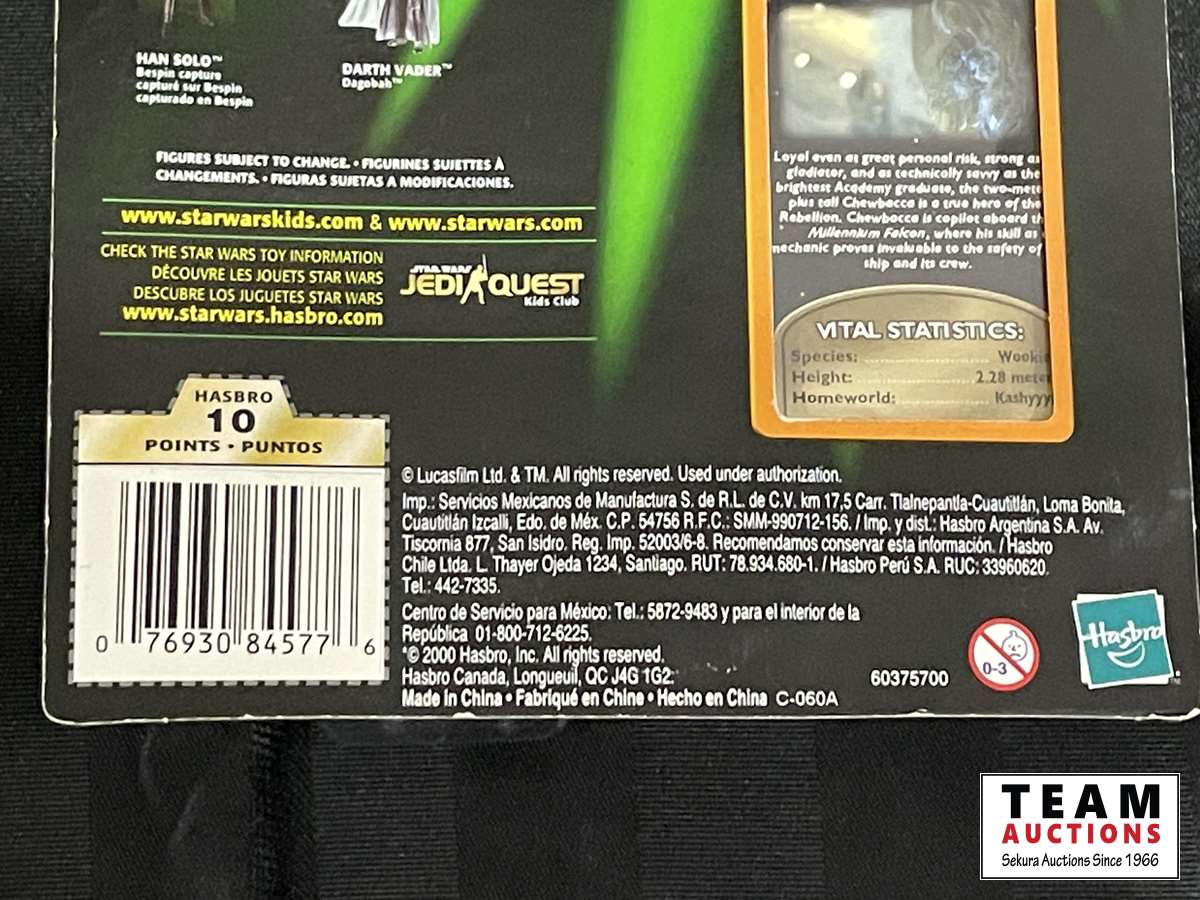 HAN SOLO™
Bespin capture
capturé sur Bespin
capturado en Bespin
DARTH VADER™
Dagobah™
FIGURES SUBJECT TO CHANGE. • FIGURINES SUJETTES À
CHANGEMENTS. • FIGURAS SUJETAS A MODIFICACIONES.
www.starwarskids.com & www.starwars.com
CHECK THE STAR WARS TOY INFORMATION
DÉCOUVRE LES JOUETS STAR WARS
DESCUBRE LOS JUGUETES STAR WARS
www.starwars.hasbro.com
STAR WARS
JEDI QUEST
Kids Club
Loyal even at great personal risk, strong as
gladiator, and as technically savvy as the
brightest Academy graduate, the two-mete
plus tall Chewbacca is a true hero of the
Rebellion. Chewbacca is copilot aboard th
Millennium Falcon, where his skill as
mechanic proves invaluable to the safety of
ship and its crew.
VITAL STATISTICS:
Species: Wookie
Height: 2.28 meter
Homeworld: Kashyyy
HASBRO
10
POINTS • PUNTOS
0 76930 84577 6
© Lucasfilm Ltd. & TM. All rights reserved. Used under authorization.
Imp.: Servicios Mexicanos de Manufactura S. de R.L. de C.V. km 17,5 Carr. Tlalnepantla-Cuautitlán, Loma Bonita,
Cuautitlán Izcalli, Edo. de Méx. C.P. 54756 R.F.C.: SMM-990712-156. / Imp. y dist.: Hasbro Argentina S.A. Av.
Tiscornia 877, San Isidro. Reg. Imp. 52003/6-8. Recomendamos conservar esta información. / Hasbro
Chile Ltda. L. Thayer Ojeda 1234, Santiago. RUT: 78.934.680-1. / Hasbro Perú S.A. RUC: 33960620.
Tel.: 442-7335.
Centro de Servicio para México: Tel.: 5872-9483 y para el interior de la
República 01-800-712-6225.
*© 2000 Hasbro, Inc. All rights reserved.
Hasbro Canada, Longueuil, QC J4G 1G2.
Made in China • Fabriqué en Chine • Hecho en China C-060A
60375700
0-3
Hasbro
TEAM
AUCTIONS
Sekura Auctions Since 1966